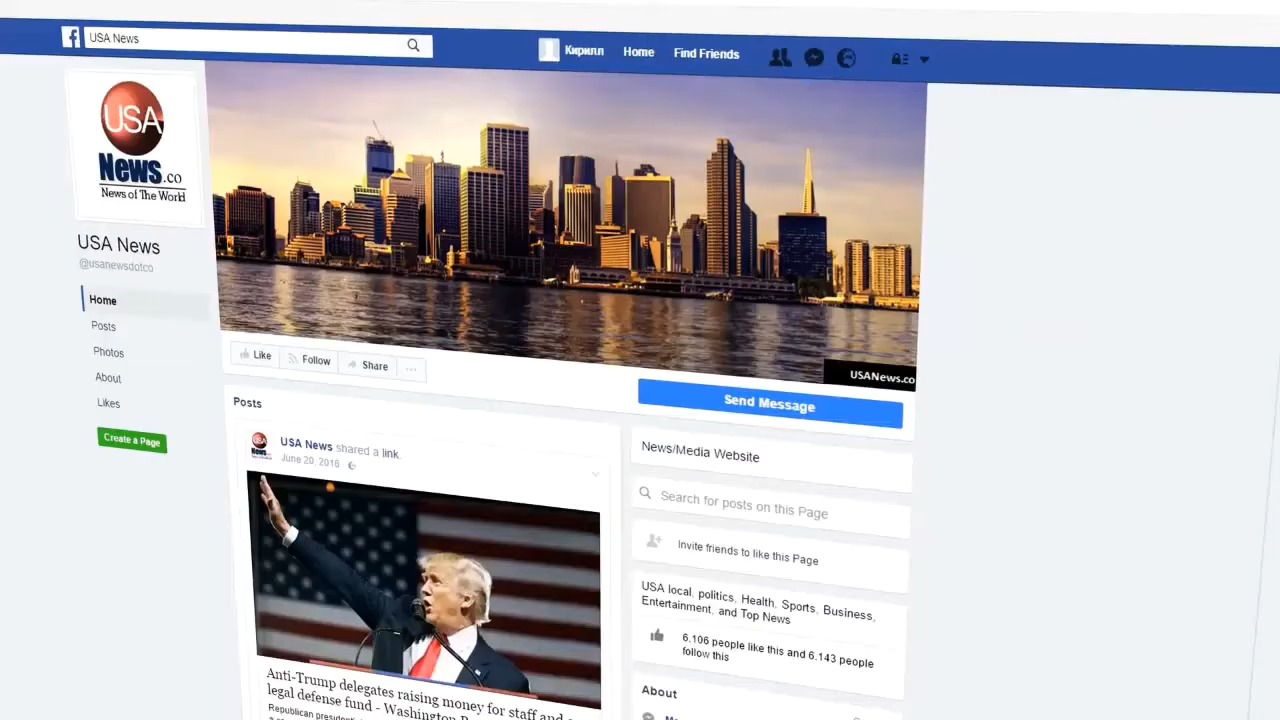 USA News
Кирилл
Home
Find Friends
USA
News.co
News of The World
USA News
@usanewsdotco
Home
Posts
Photos
About
Likes
Create a Page
USANews.co
Like
Follow
Share
...
Send Message
Posts
USA News shared a link.
June 20, 2016
Anti-Trump delegates raising money for staff and
legal defense fund - Washington
Republican
News/Media Website
Search for posts on this Page
Invite friends to like this Page
USA local, politics, Health, Sports, Business,
Entertainment, and Top News
6,106 people like this and 6,143 people
follow this
About